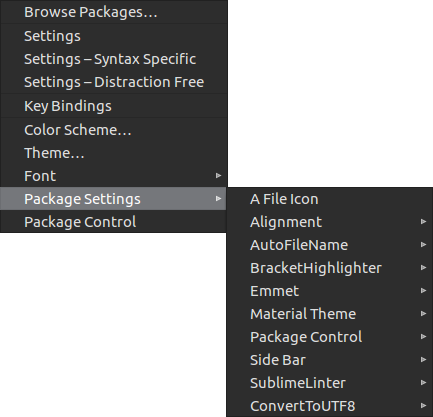 Browse Packages…
Settings
Settings – Syntax Specific
Settings – Distraction Free
Key Bindings
Color Scheme…
Theme…
Font
Package Settings
Package Control
A File Icon
Alignment
AutoFileName
BracketHighlighter
Emmet
Material Theme
Package Control
Side Bar
SublimeLinter
ConvertToUTF8